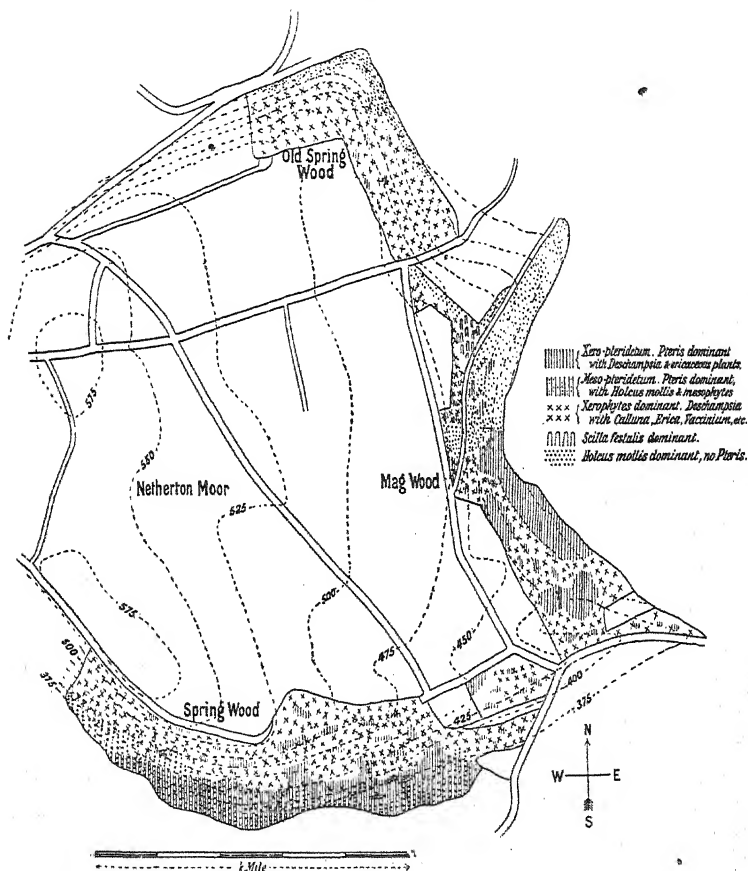 Old Spring
Wood
Xero-pteridetum. Pteris dominant
with Deschampsia & ericaceous plants.
Meso-pteridetum. Pteris dominant,
with Holcus mollis & mesophytes
Xerophytes dominant. Deschampsia
with Calluna, Erica, Vaccinium, etc.
Scilla festalis dominant.
Holcus mollis dominant, no Pteris.
575
550
Netherton Moor
Mag Wood
525
575
500
450
475
500
375
Spring Wood
425
400
375
N
W
E
S
Mile